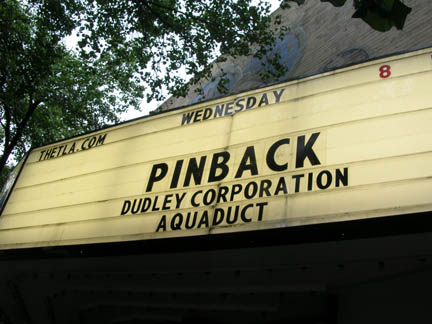 THETLA.COM
WEDNESDAY 8
PINBACK
DUDLEY CORPORATION
AQUADUCT